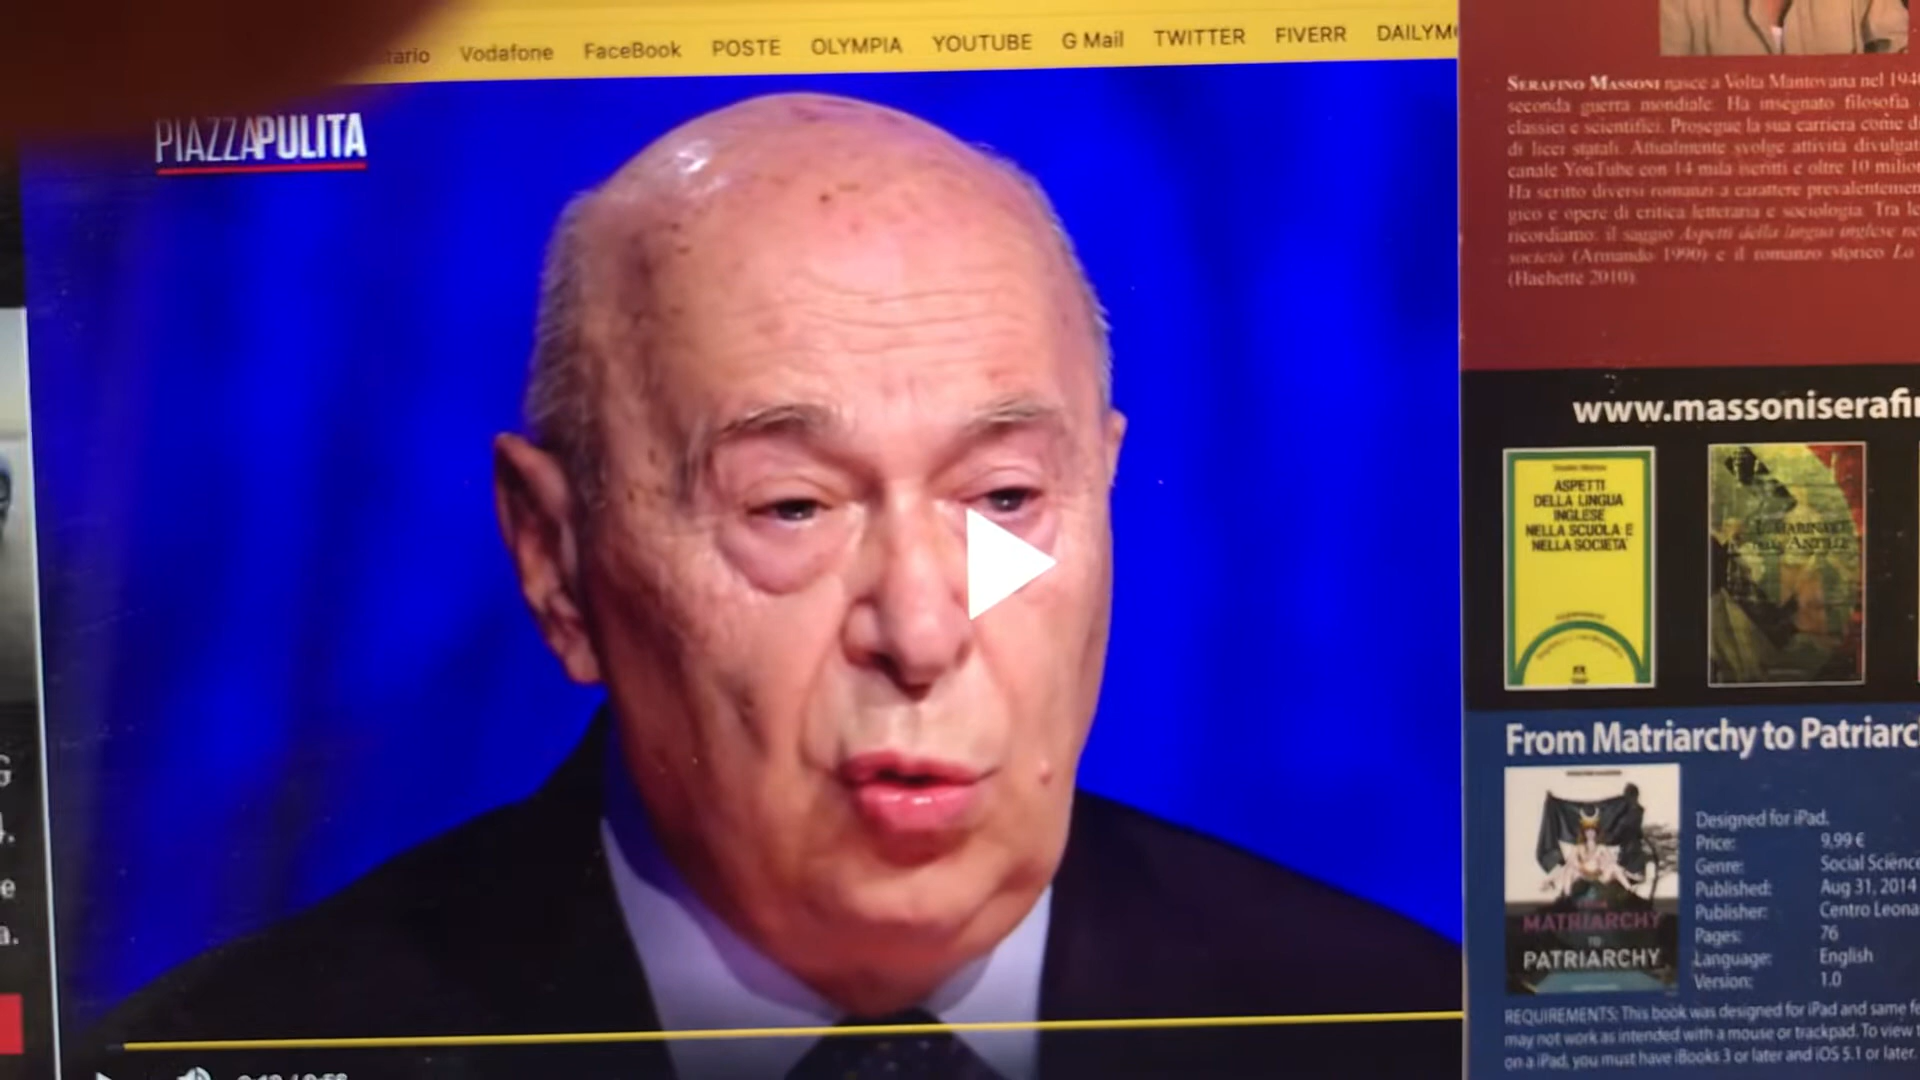 Vodafone FaceBook POSTE OLYMPIA YOUTUBE G Mail TWITTER FIVERR
PIAZZAPULITA
SERAFINO MASSONI nasce a Volta Mantovana nel 194
seconda guerra mondiale. Ha insegnato filosofia
classici e scientifici. Prosegue la sua carriera come d
di licei statali. Attualmente svolge attività divulgat
canale YouTube con 14 mila iscritti e oltre 10 milion
Ha scritto diversi romanzi a carattere prevalentemen
gico e opere di critica letteraria e sociologia. Tra le
ricordiamo: il saggio Aspetti della lingua inglese ne
società (Armando 1990) e il romanzo storico La
(Hachette 2010).
www.massoniserafi
ASPETTI
DELLA LINGUA
INGLESE
NELLA SCUOLA E
NELLA SOCIETA'
From Matriarchy to Patriarc
MATRIARCHY
TO
PATRIARCHY
Designed for iPad.
Price: 9,99 €
Genre: Social Science
Published: Aug 31, 2014
Publisher: Centro Leona
Pages: 76
Language: English
Version: 1.0
REQUIREMENTS: This book was designed for iPad and same fe
may not work as intended with a mouse or trackpad. To view t
on a iPad, you must have iBooks 3 or later and iOS 5.1 or later.